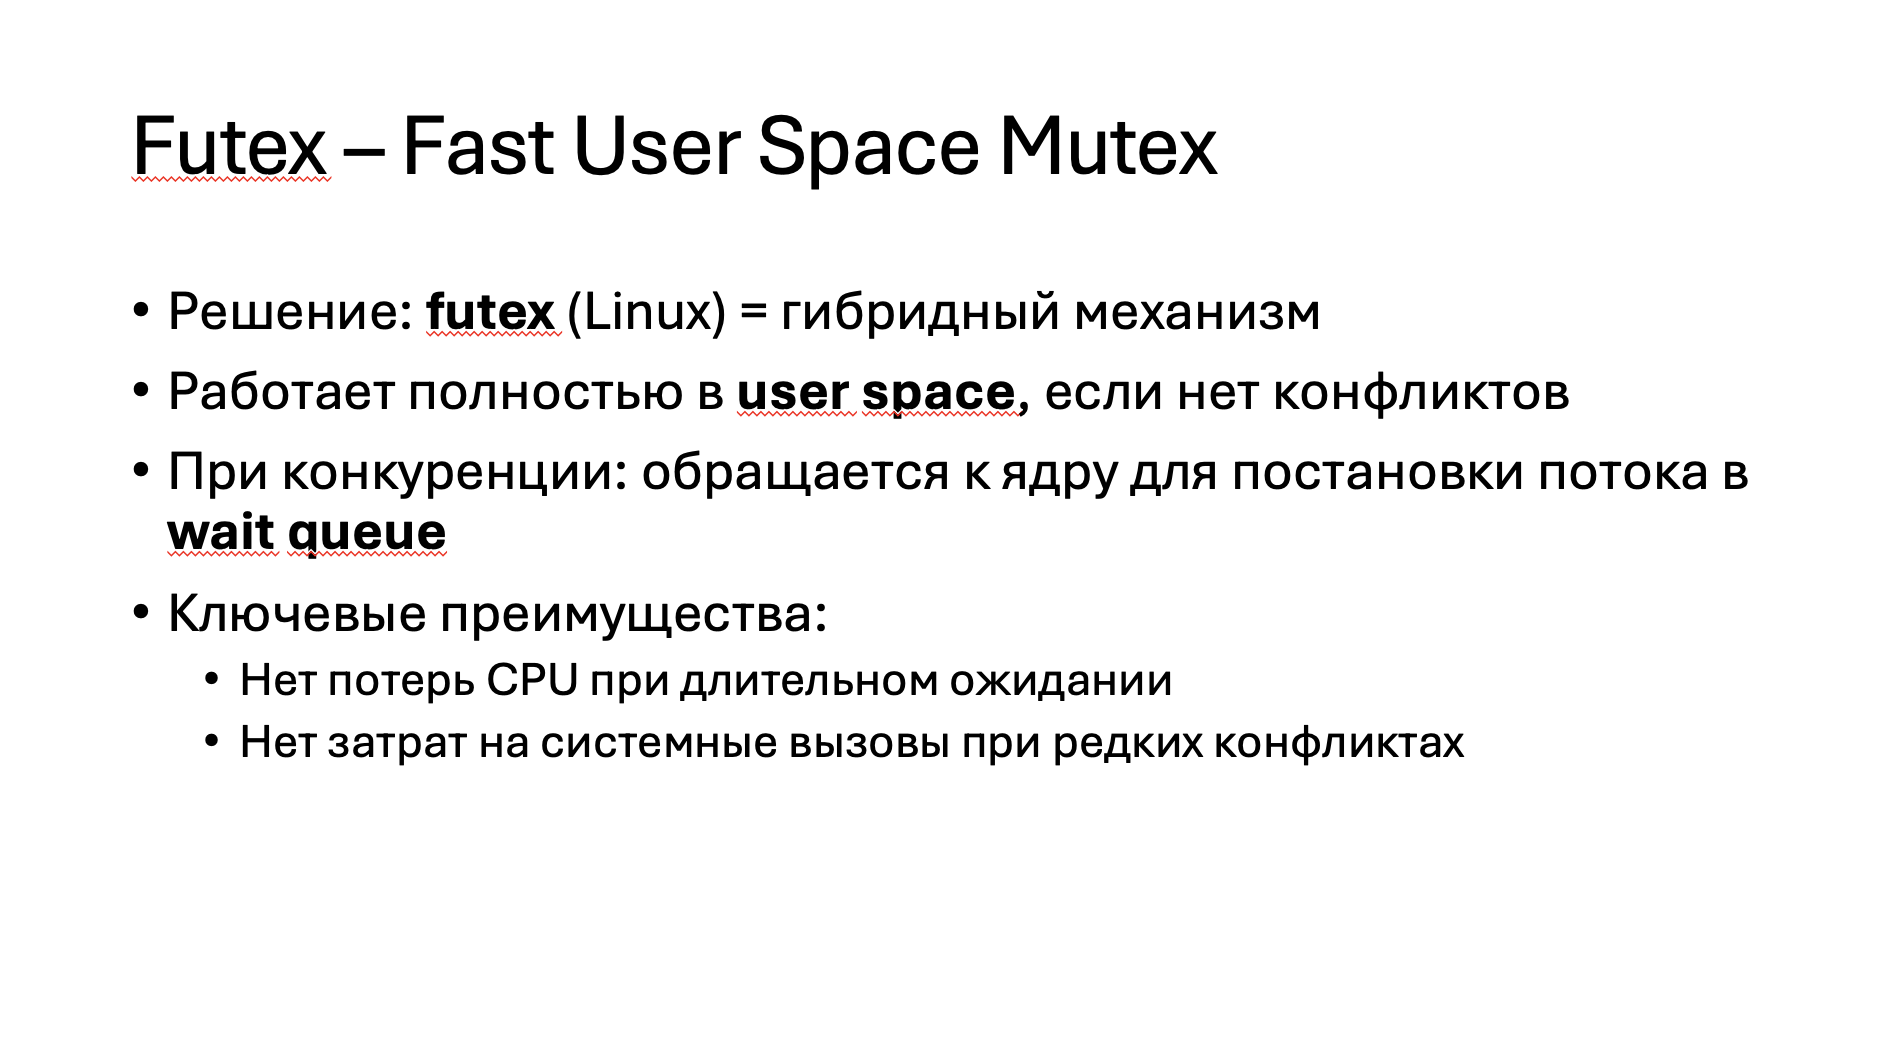 Futex – Fast User Space Mutex
• Решение: futex (Linux) = гибридный механизм
• Работает полностью в user space, если нет конфликтов
• При конкуренции: обращается к ядру для постановки потока в
wait queue
• Ключевые преимущества:
• Нет потерь CPU при длительном ожидании
• Нет затрат на системные вызовы при редких конфликтах